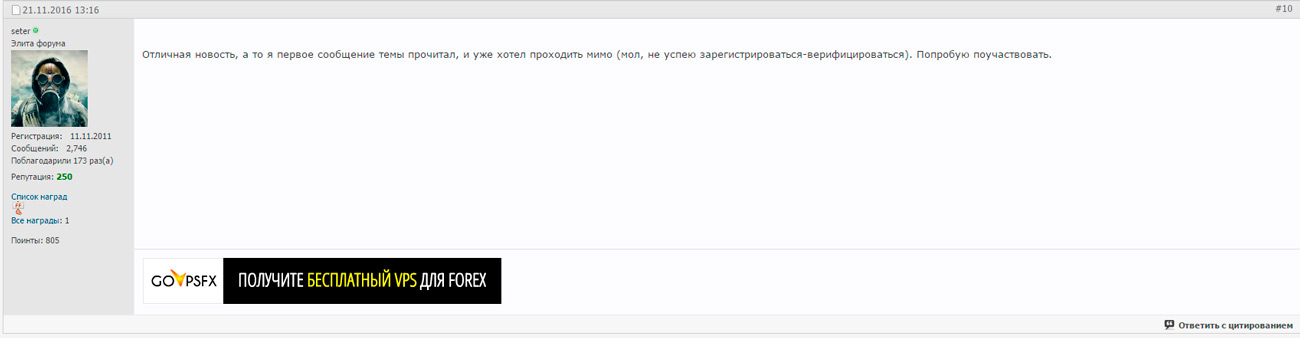 21.11.2016 13:16
#10
seter
Элита форума
Регистрация: 11.11.2011
Сообщений: 2,746
Поблагодарили 173 раз(а)
Репутация: 250
Список наград
Все награды: 1
Поинты: 805
Отличная новость, а то я первое сообщение темы прочитал, и уже хотел проходить мимо (мол, не успею зарегистрироваться-верифицироваться). Попробую поучаствовать.
GOVPSFX ПОЛУЧИТЕ БЕСПЛАТНЫЙ VPS ДЛЯ FOREX
Ответить с цитированием